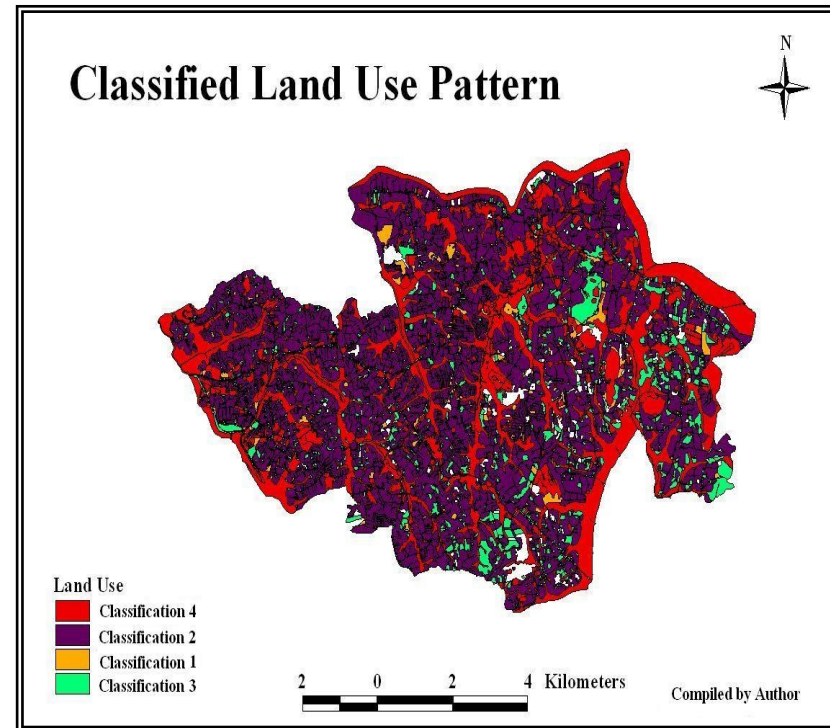 N
Classified Land Use Pattern
Land Use
Classification 4
Classification 2
Classification 1
Classification 3
2 0 2 4 Kilometers
Compiled by Author